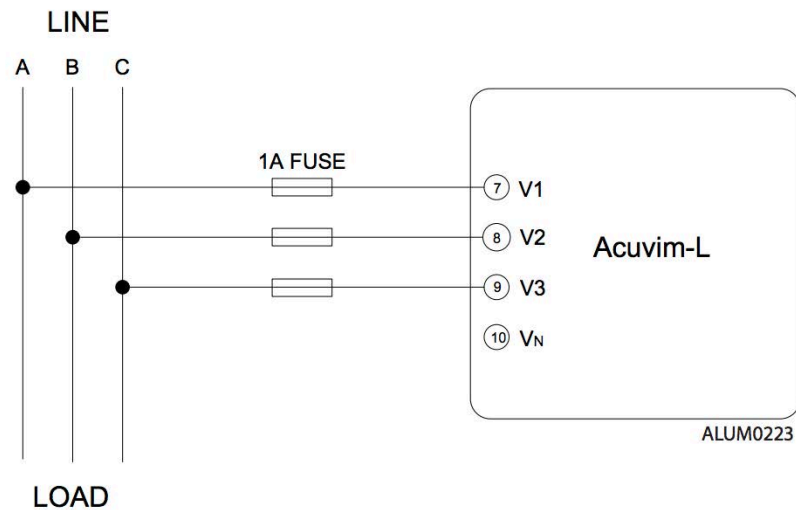 LINE
A B C
1A FUSE
7 V1
8 V2
Acuvim-L
9 V3
10 VN
ALUM0223
LOAD